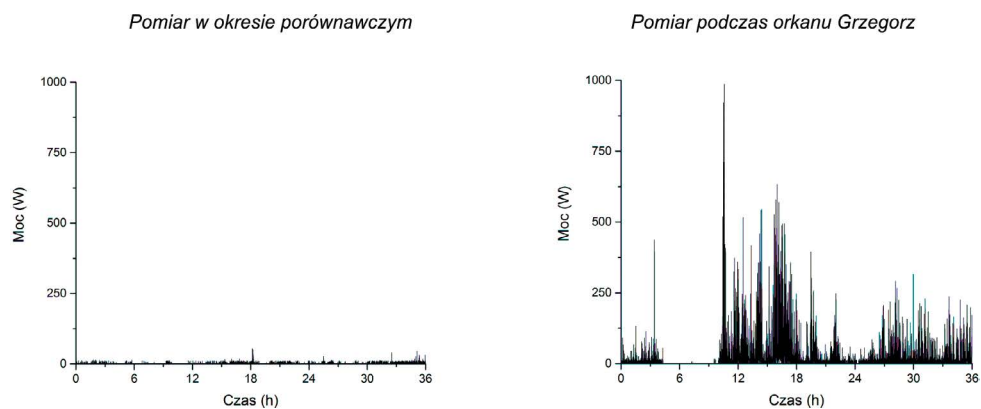 Pomiar w okresie porównawczym
Pomiar podczas orkanu Grzegorz
1000
750
500
250
0
Moc (W)
0 6 12 18 24 30 36
Czas (h)
1000
750
500
250
0
Moc (W)
0 6 12 18 24 30 36
Czas (h)